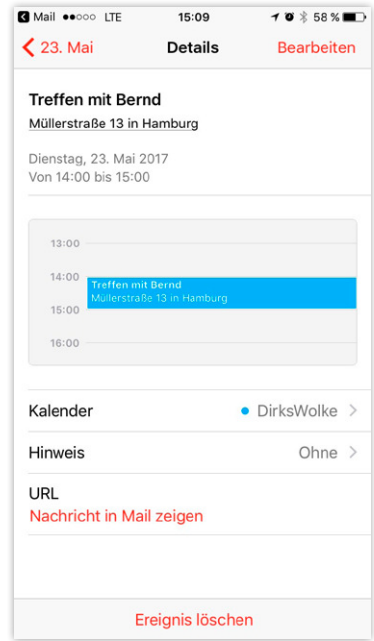 Mail LTE 15:09 58 %
23. Mai Details Bearbeiten
Treffen mit Bernd
Müllerstraße 13 in Hamburg
Dienstag, 23. Mai 2017
Von 14:00 bis 15:00
13:00
14:00
Treffen mit Bernd
Müllerstraße 13 in Hamburg
15:00
16:00
Kalender DirksWolke
Hinweis Ohne
URL
Nachricht in Mail zeigen
Ereignis löschen